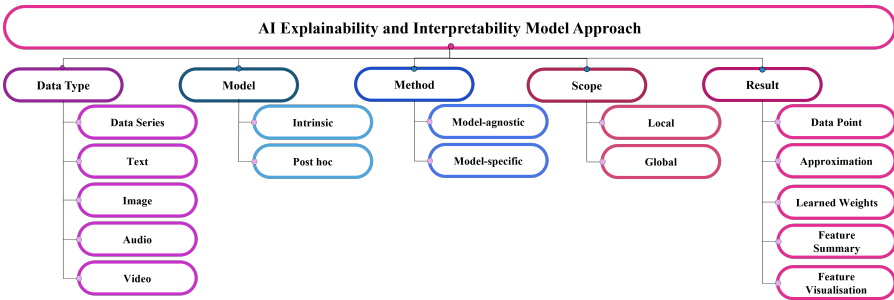 AI Explainability and Interpretability Model Approach
Data Type
Model
Method
Scope
Result
Data Series
Text
Image
Audio
Video
Intrinsic
Post hoc
Model-agnostic
Model-specific
Local
Global
Data Point
Approximation
Learned Weights
Feature
Summary
Feature
Visualisation